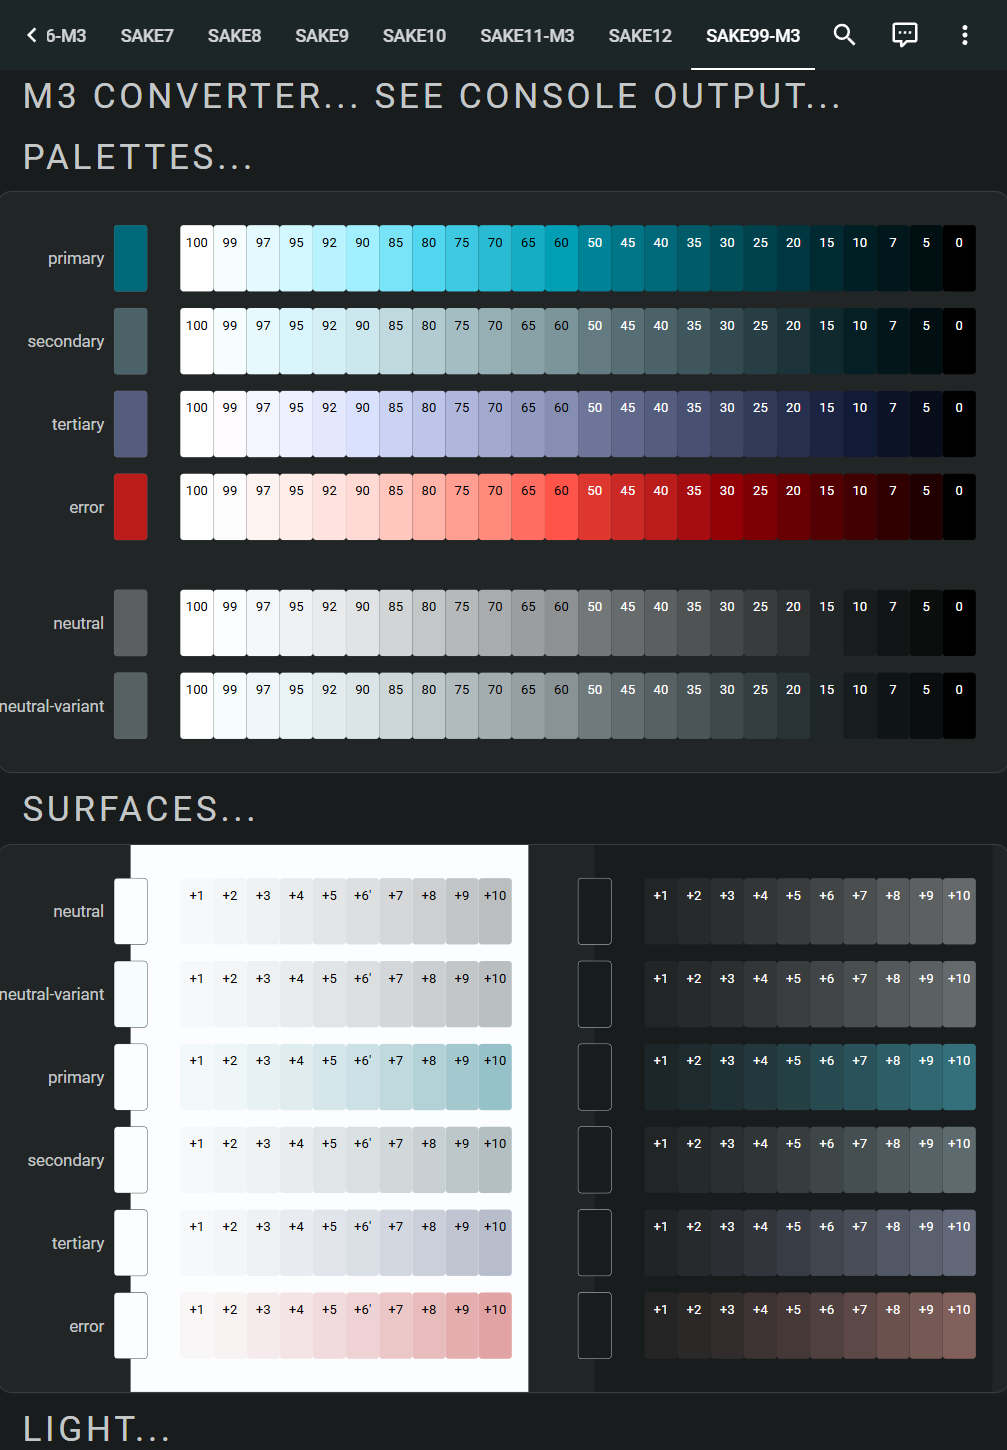 6-M3 SAKE7 SAKE8 SAKE9 SAKE10 SAKE11-M3 SAKE12 SAKE99-M3
M3 CONVERTER... SEE CONSOLE OUTPUT...
PALETTES...
primary 100 99 97 95 92 90 85 80 75 70 65 60 50 45 40 35 30 25 20 15 10 7 5 0
secondary 100 99 97 95 92 90 85 80 75 70 65 60 50 45 40 35 30 25 20 15 10 7 5 0
tertiary 100 99 97 95 92 90 85 80 75 70 65 60 50 45 40 35 30 25 20 15 10 7 5 0
error 100 99 97 95 92 90 85 80 75 70 65 60 50 45 40 35 30 25 20 15 10 7 5 0
neutral 100 99 97 95 92 90 85 80 75 70 65 60 50 45 40 35 30 25 20 15 10 7 5 0
neutral-variant 100 99 97 95 92 90 85 80 75 70 65 60 50 45 40 35 30 25 20 15 10 7 5 0
SURFACES...
neutral +1 +2 +3 +4 +5 +6' +7 +8 +9 +10 +1 +2 +3 +4 +5 +6 +7 +8 +9 +10
neutral-variant +1 +2 +3 +4 +5 +6' +7 +8 +9 +10 +1 +2 +3 +4 +5 +6 +7 +8 +9 +10
primary +1 +2 +3 +4 +5 +6' +7 +8 +9 +10 +1 +2 +3 +4 +5 +6 +7 +8 +9 +10
secondary +1 +2 +3 +4 +5 +6' +7 +8 +9 +10 +1 +2 +3 +4 +5 +6 +7 +8 +9 +10
tertiary +1 +2 +3 +4 +5 +6' +7 +8 +9 +10 +1 +2 +3 +4 +5 +6 +7 +8 +9 +10
error +1 +2 +3 +4 +5 +6' +7 +8 +9 +10 +1 +2 +3 +4 +5 +6 +7 +8 +9 +10
LIGHT...